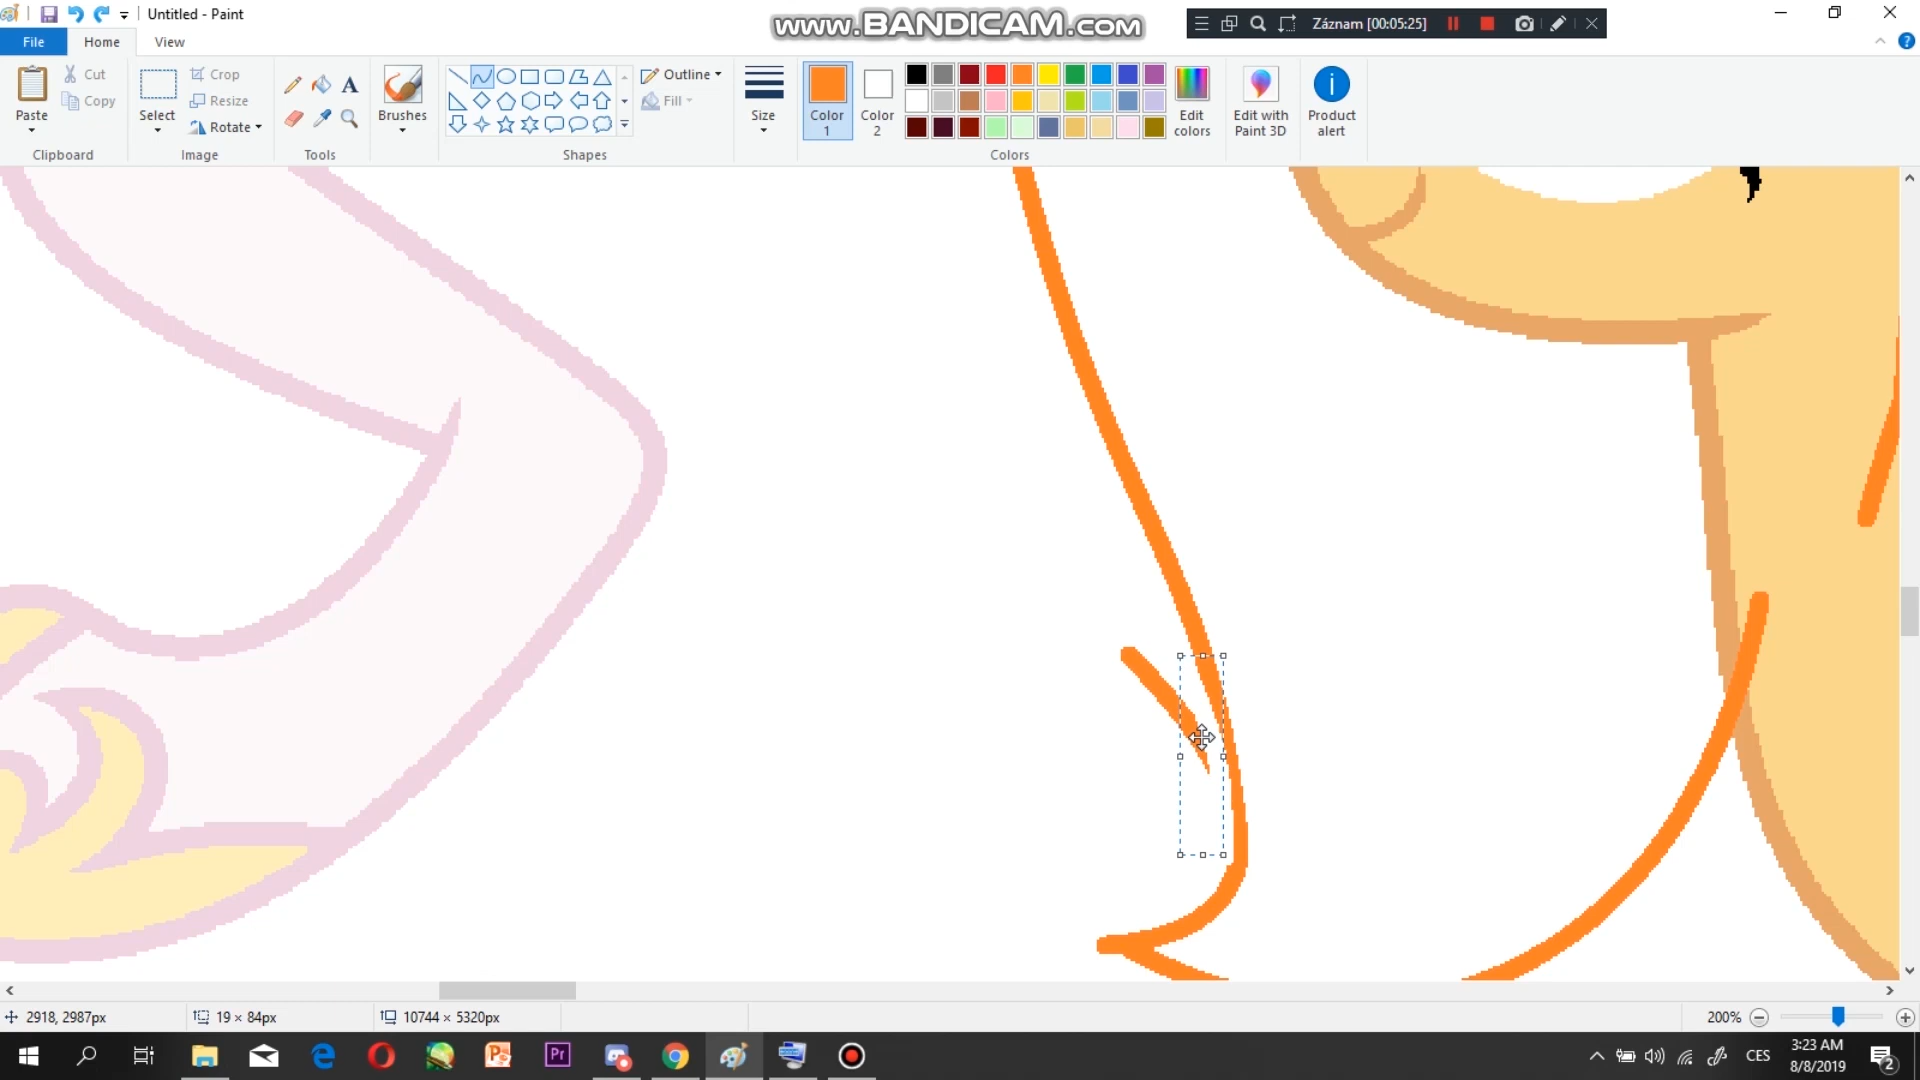 Untitled - Paint
www.BANDICAM.com
Záznam [00:05:25]
File Home View
Paste
Cut
Copy
Clipboard
Select
Crop
Resize
Rotate
Image
A
Tools
Brushes
Outline
Fill
Shapes
Size
Color 1
Color 2
Colors
Edit colors
Edit with Paint 3D
Product alert
2918, 2987px
19 × 84px
10744 × 5320px
200%
Pr
CES
3:23 AM
8/8/2019
2